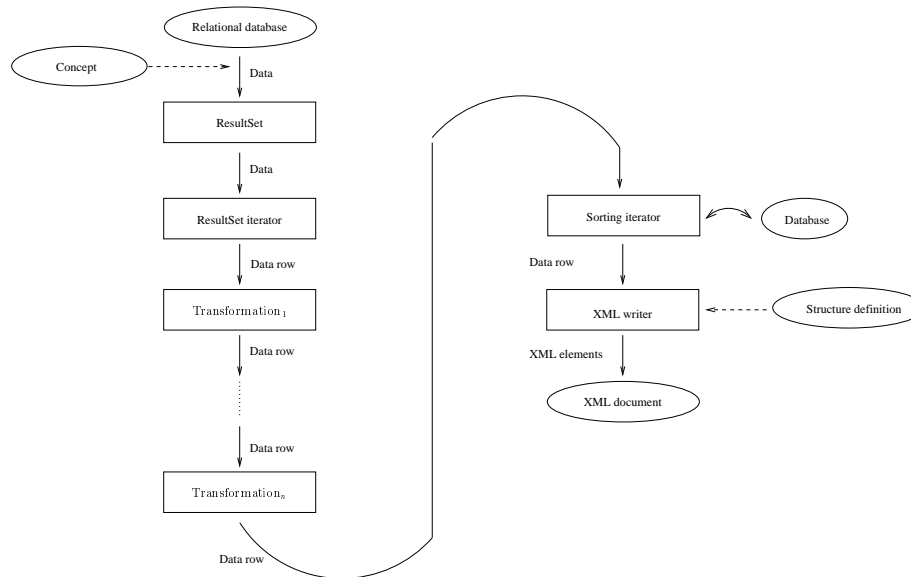 Relational database
Concept
Data
ResultSet
Data
ResultSet iterator
Data row
Transformation₁
Data row
Data row
Transformationₙ
Data row
Sorting iterator
Database
Data row
XML writer
Structure definition
XML elements
XML document